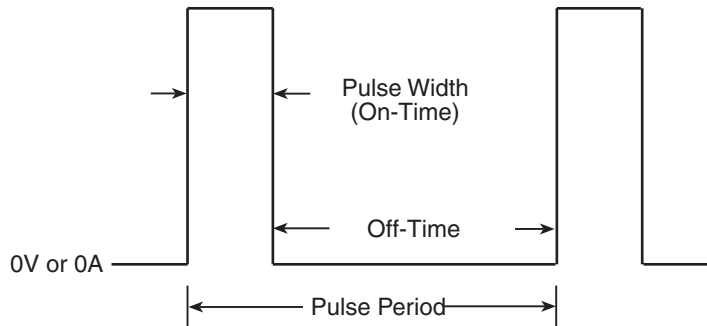 Pulse Width
(On-Time)
Off-Time
0V or 0A
Pulse Period